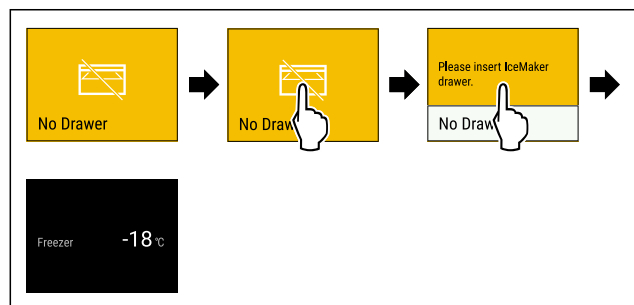 No Drawer
No Draw
Please insert IceMaker
drawer.
No Draw
Freezer -18 °C